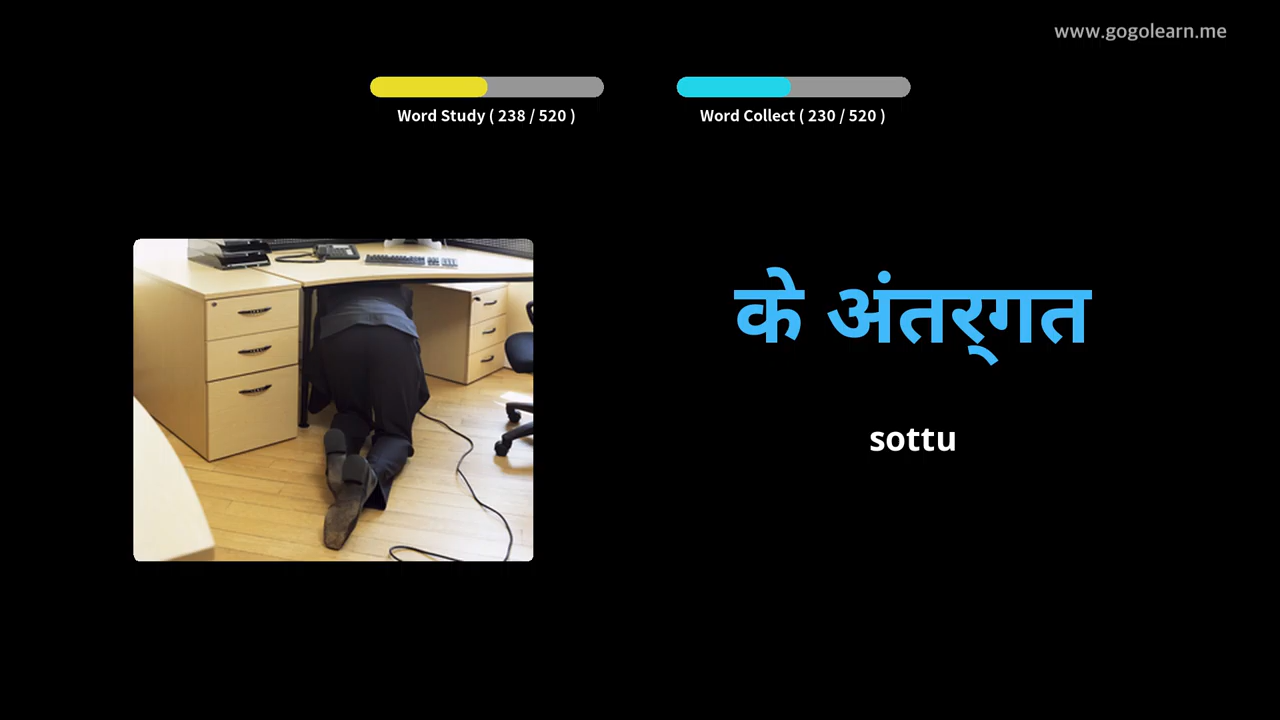 www.gogolearn.me
Word Study ( 238 / 520 )
Word Collect ( 230 / 520 )
के अंतर्‌गत
sottu